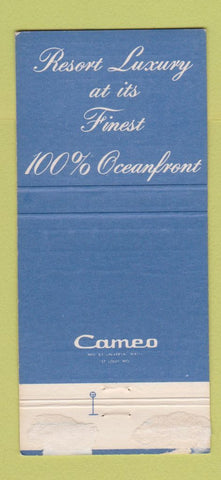 Resort Luxury
at its
Finest
100% Oceanfront
Cameo